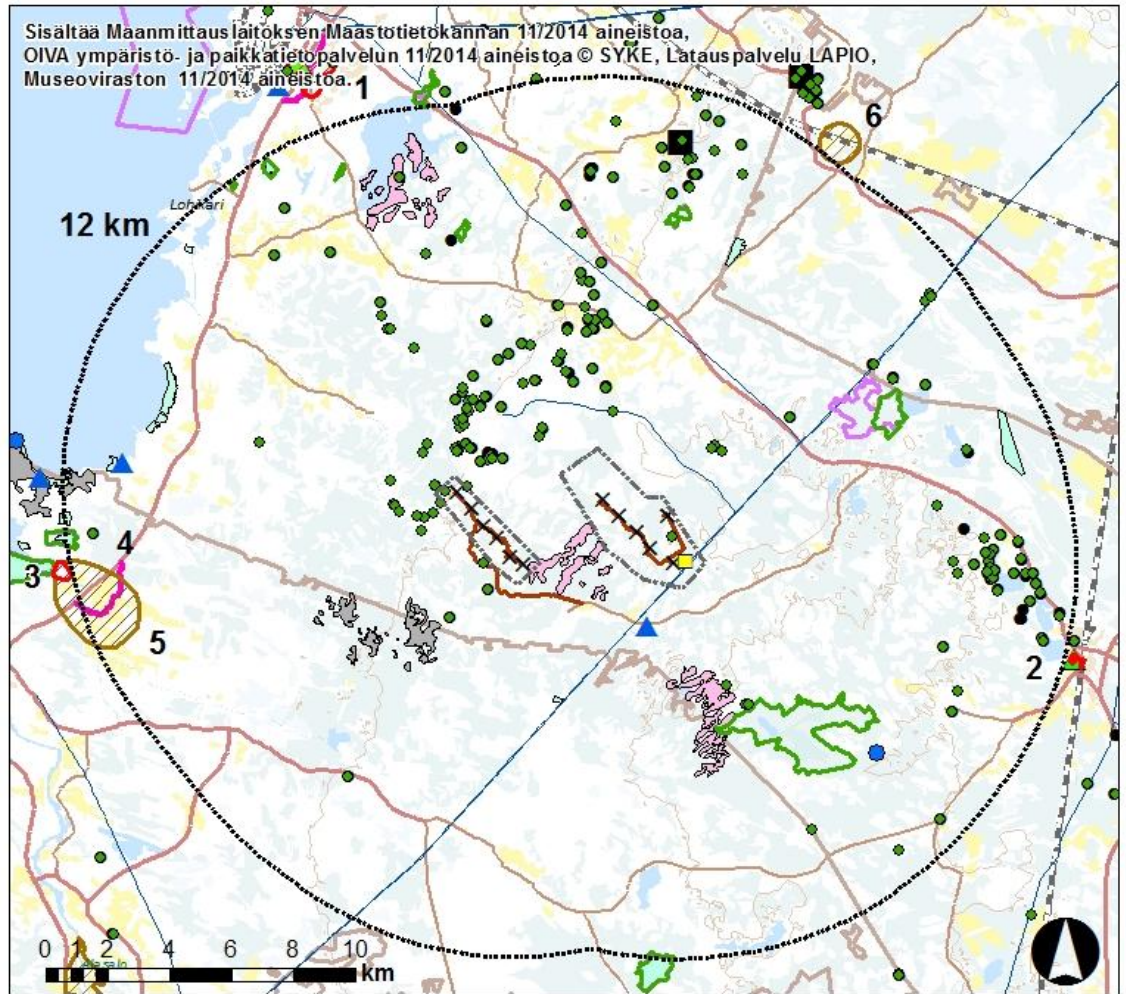 Sisältää Maanmittauslaitoksen Maastotietokannan 11/2014 aineistoa,
OIVA ympäristö- ja paikkatietopalvelun 11/2014 aineistoa © SYKE, Latauspalvelu LAPIO,
Museoviraston 11/2014 aineistoa.
1
6
Lohkari
12 km
4
3
5
2
0 1 2 4 6 8 10
km